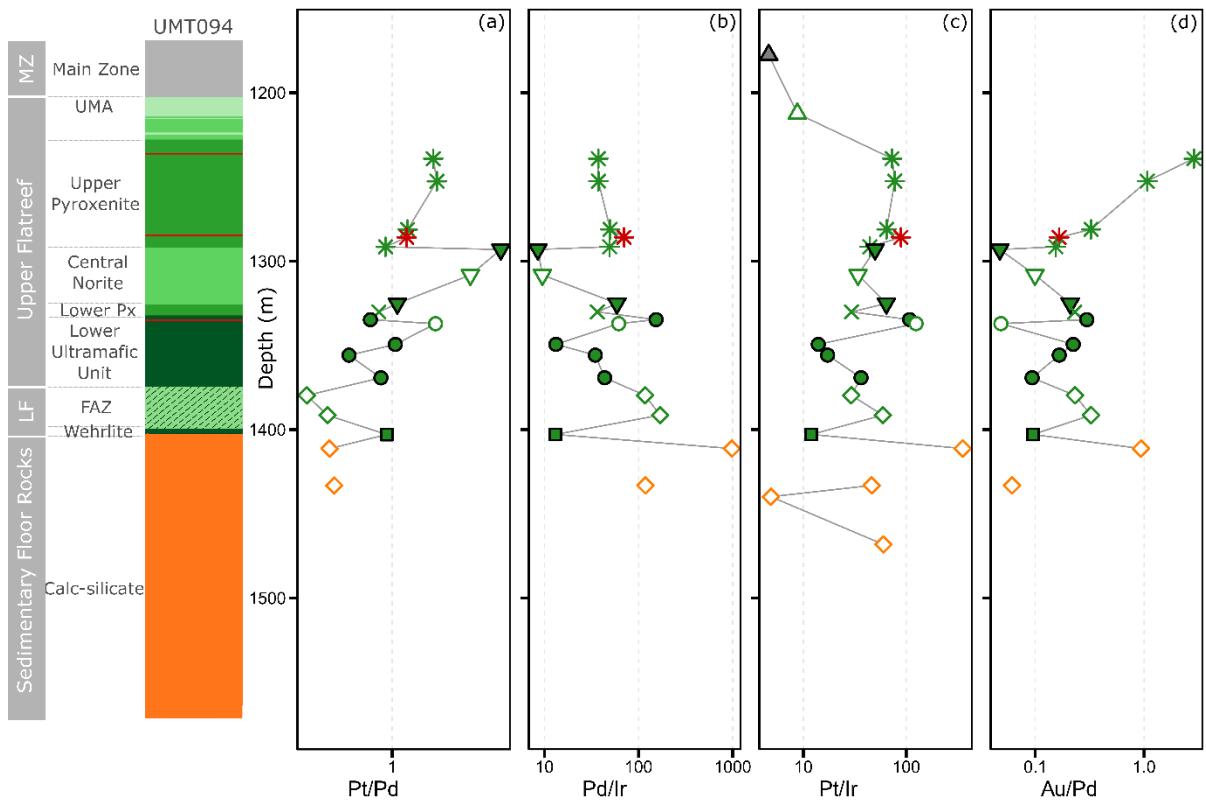 UMT094
MZ
Main Zone
Upper Flatreef
UMA
Upper
Pyroxenite
Central
Norite
Lower Px
Lower
Ultramafic
Unit
LF
FAZ
Wehrlite
Sedimentary Floor Rocks
Calc-silicate
Depth (m)
1200
1300
1400
1500
(a)
1
Pt/Pd
(b)
10 100 1000
Pd/Ir
(c)
10 100
Pt/Ir
(d)
0.1 1.0
Au/Pd